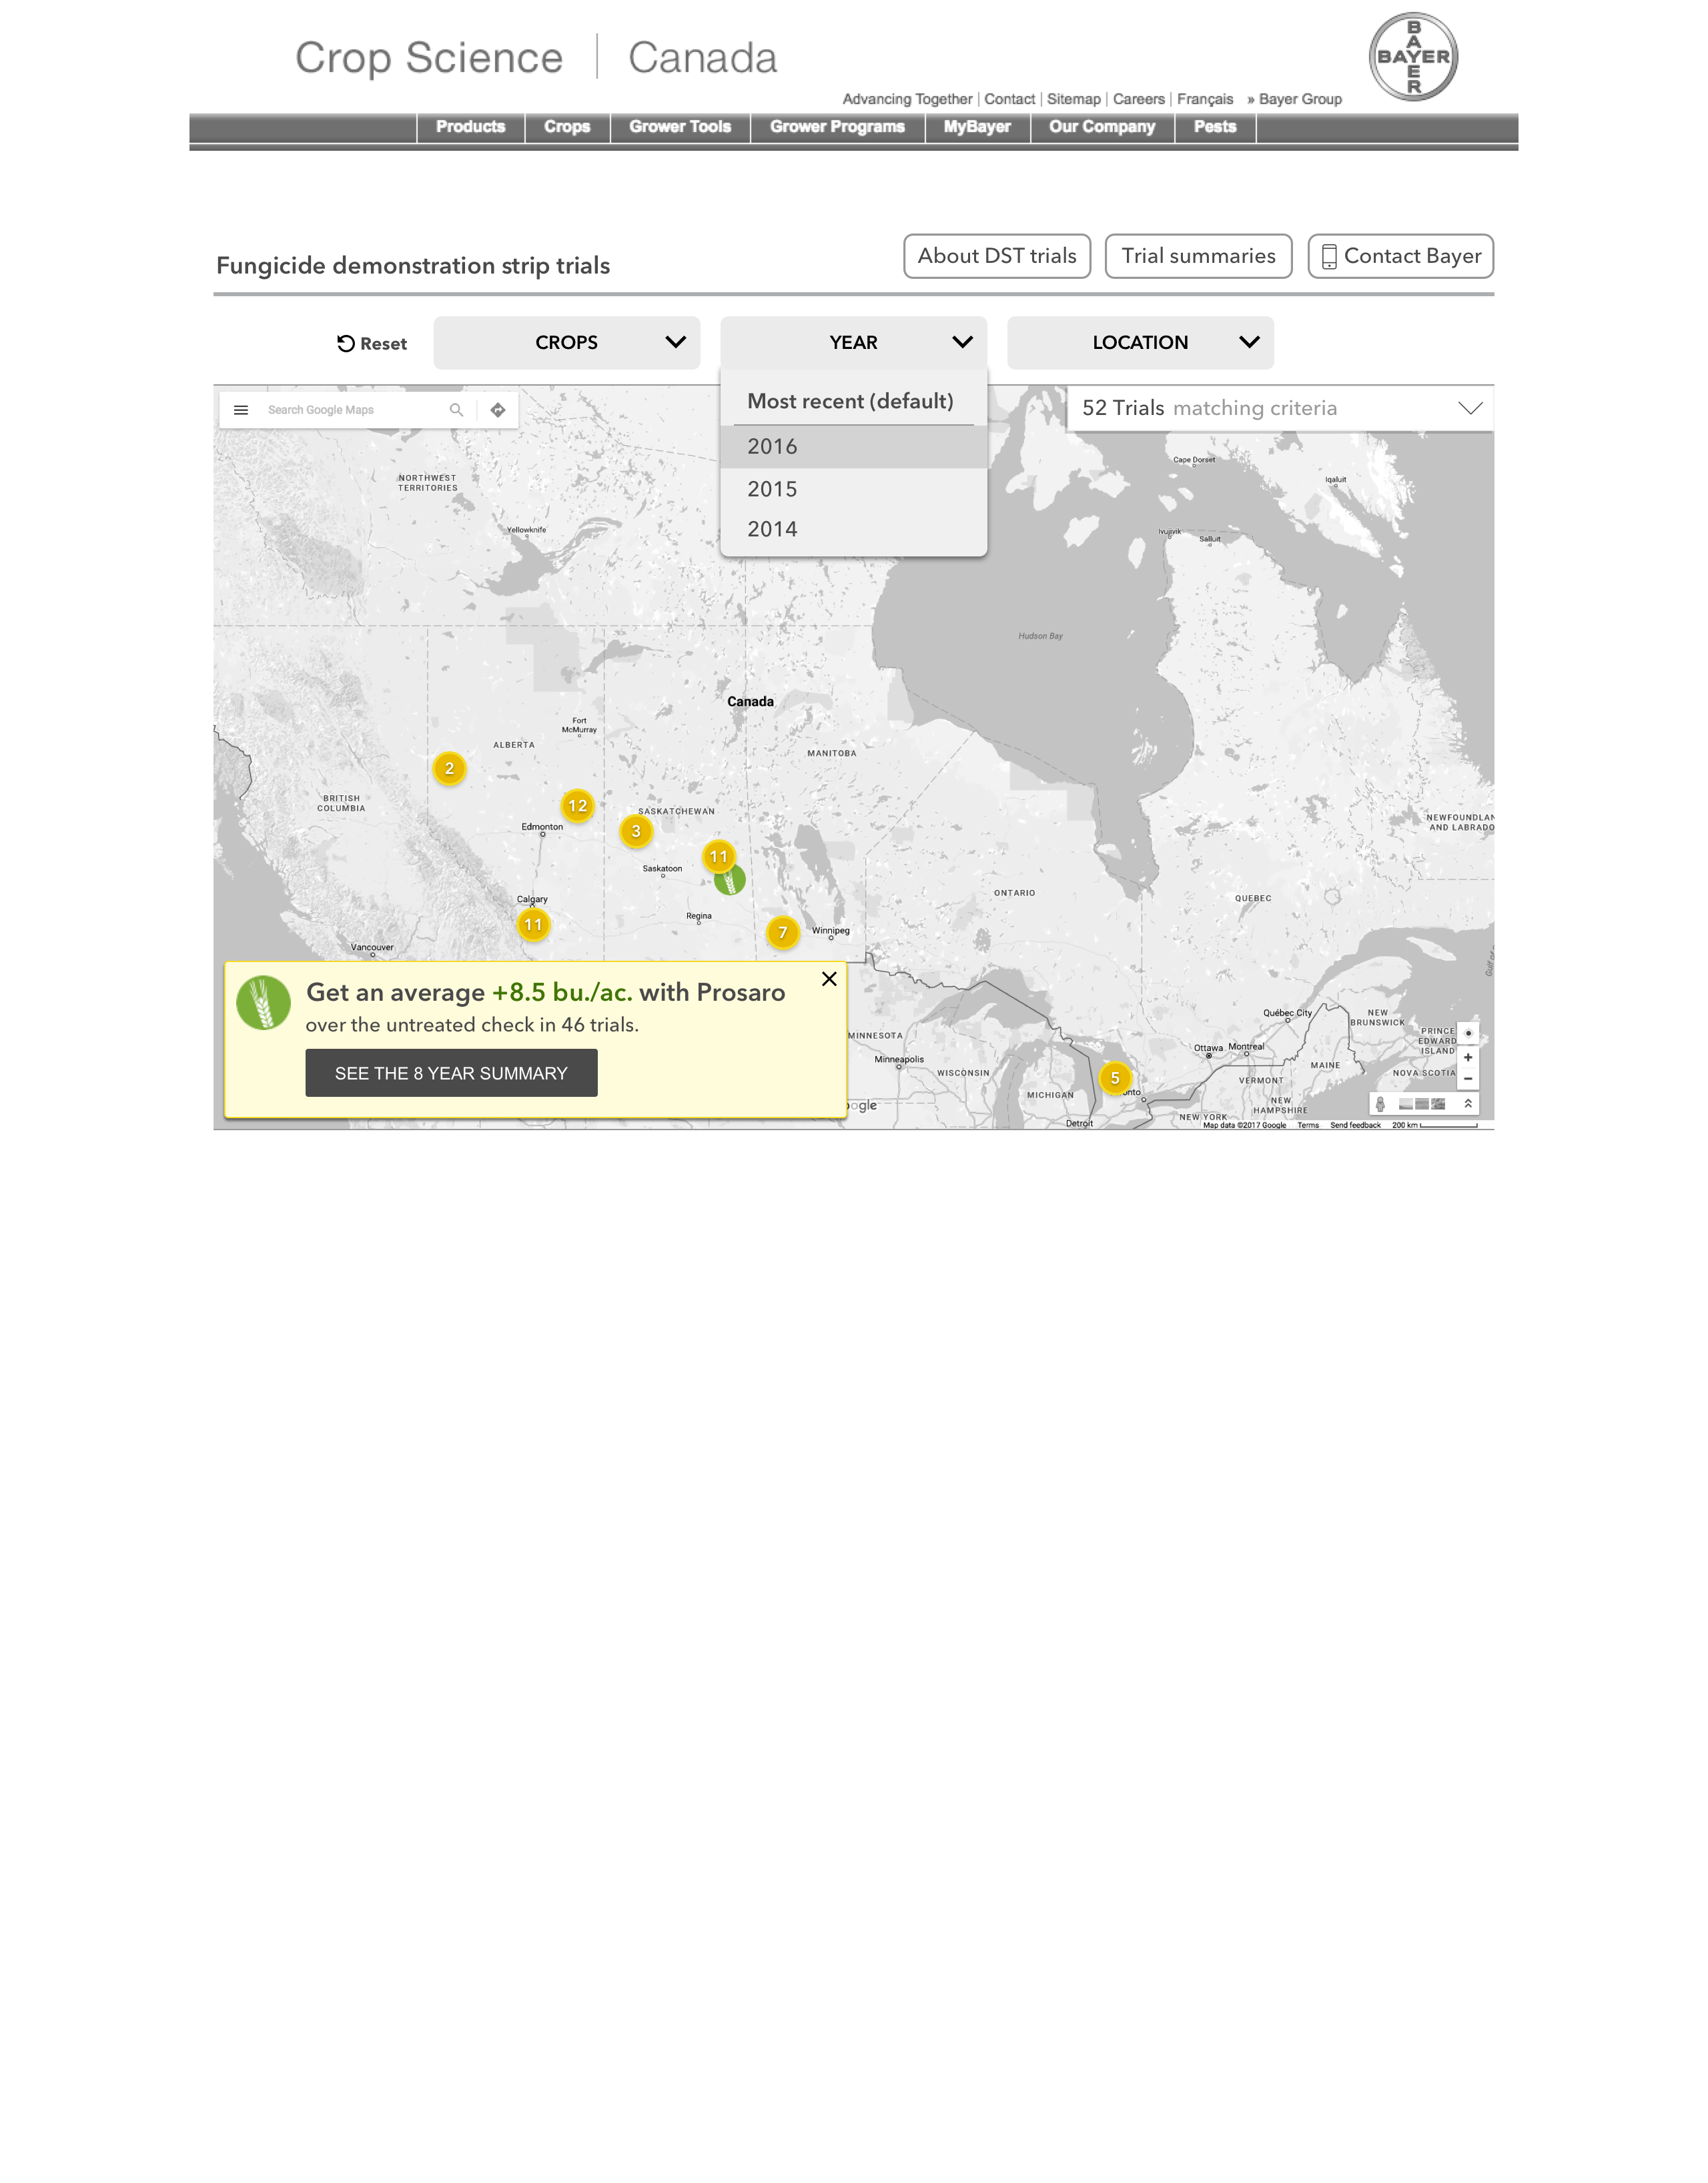 Crop Science | Canada
BAYER
BAYER
Advancing Together | Contact | Sitemap | Careers | Français » Bayer Group
Products Crops Grower Tools Grower Programs MyBayer Our Company Pests
Fungicide demonstration strip trials
About DST trials
Trial summaries
Contact Bayer
Reset
CROPS
YEAR
LOCATION
Most recent (default)
2016
2015
2014
Search Google Maps
52 Trials matching criteria
Cape Dorset
Iqaluit
NORTHWEST
TERRITORIES
Yellowknife
Ivujivik
Salluit
Hudson Bay
Canada
Fort
McMurray
ALBERTA
MANITOBA
2
BRITISH
COLUMBIA
12
SASKATCHEWAN
Edmonton
3
NEWFOUNDLAN
AND LABRADO
11
Saskatoon
ONTARIO
QUEBEC
Calgary
11
Regina
7
Winnipeg
Vancouver
Gulf of
Get an average +8.5 bu./ac. with Prosaro
over the untreated check in 46 trials.
SEE THE 8 YEAR SUMMARY
Québec City
NEW
BRUNSWICK
PRINCE
EDWARD
ISLAND
MINNESOTA
Minneapolis
Ottawa
Montreal
MAINE
NOVA SCOTIA
WISCONSIN
VERMONT
5
onto
MICHIGAN
NEW
HAMPSHIRE
NEW YORK
ogle
Detroit
Map data ©2017 Google Terms Send feedback 200 km